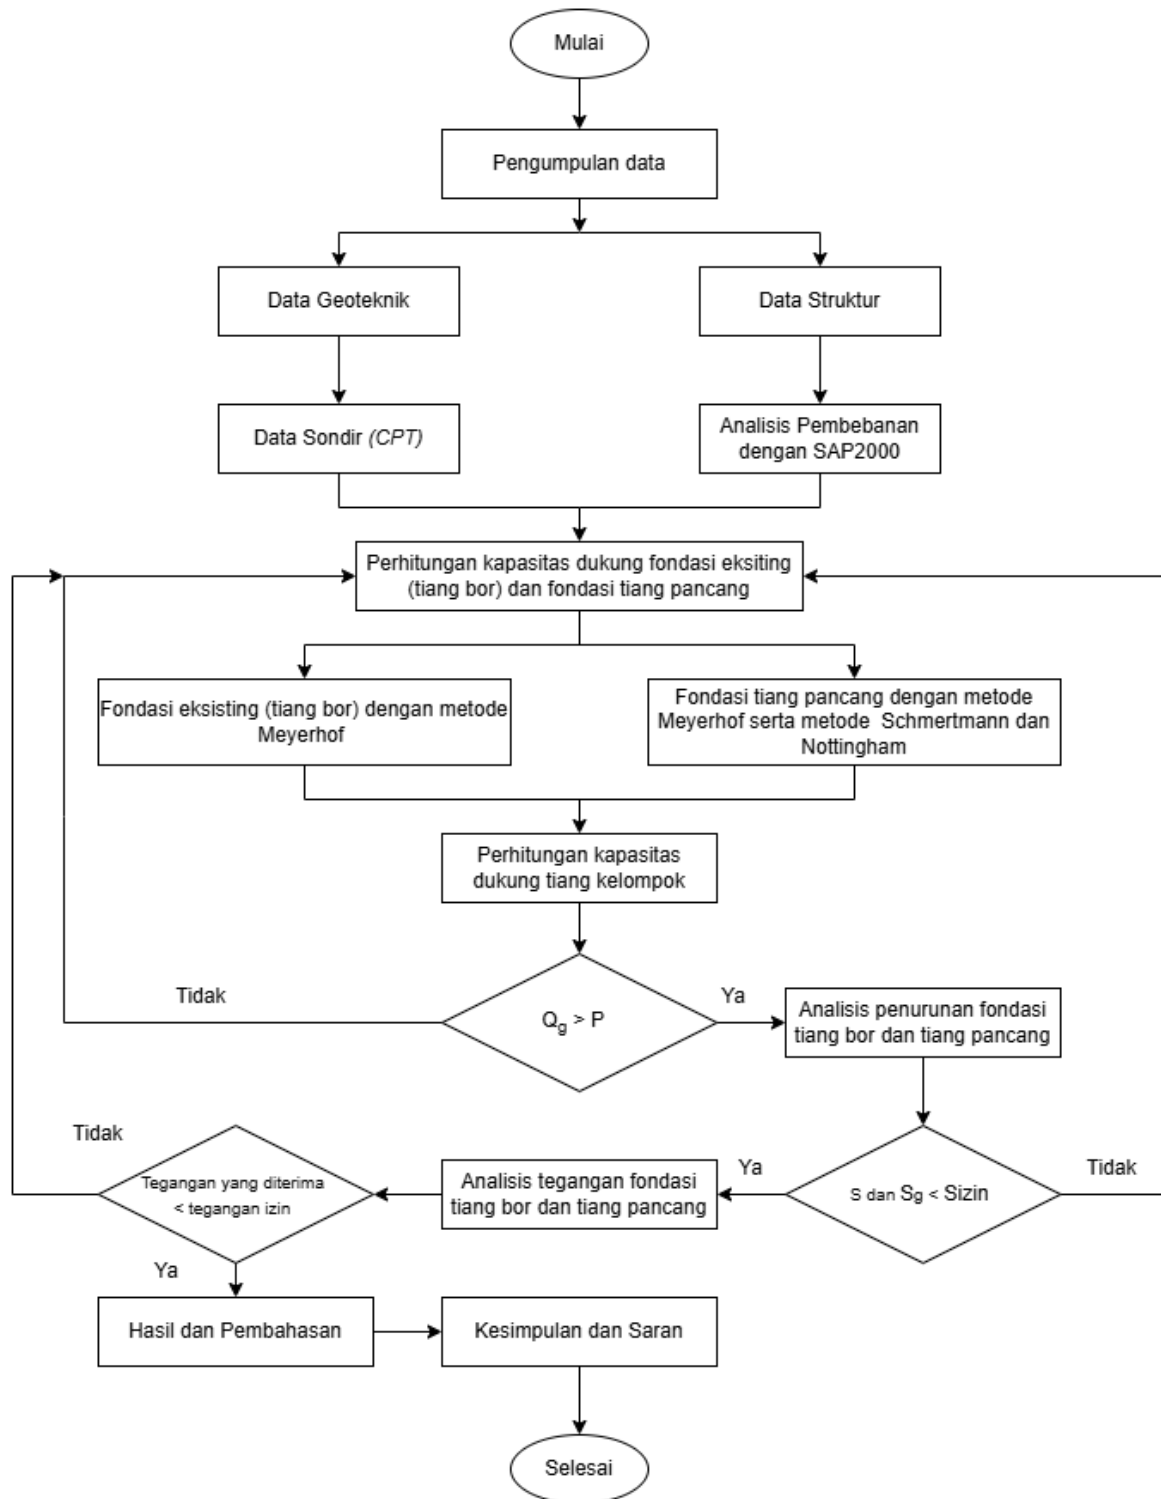 Mulai
Pengumpulan data
Data Geoteknik
Data Struktur
Data Sondir (CPT)
Analisis Pembebanan
dengan SAP2000
Perhitungan kapasitas dukung fondasi eksiting
(tiang bor) dan fondasi tiang pancang
Fondasi eksisting (tiang bor) dengan metode
Meyerhof
Fondasi tiang pancang dengan metode
Meyerhof serta metode Schmertmann dan
Nottingham
Perhitungan kapasitas
dukung tiang kelompok
Tidak
Qg > P
Ya
Analisis penurunan fondasi
tiang bor dan tiang pancang
Tidak
Tegangan yang diterima
< tegangan izin
Analisis tegangan fondasi
tiang bor dan tiang pancang
Ya
S dan Sg < Sizin
Tidak
Ya
Hasil dan Pembahasan
Kesimpulan dan Saran
Selesai